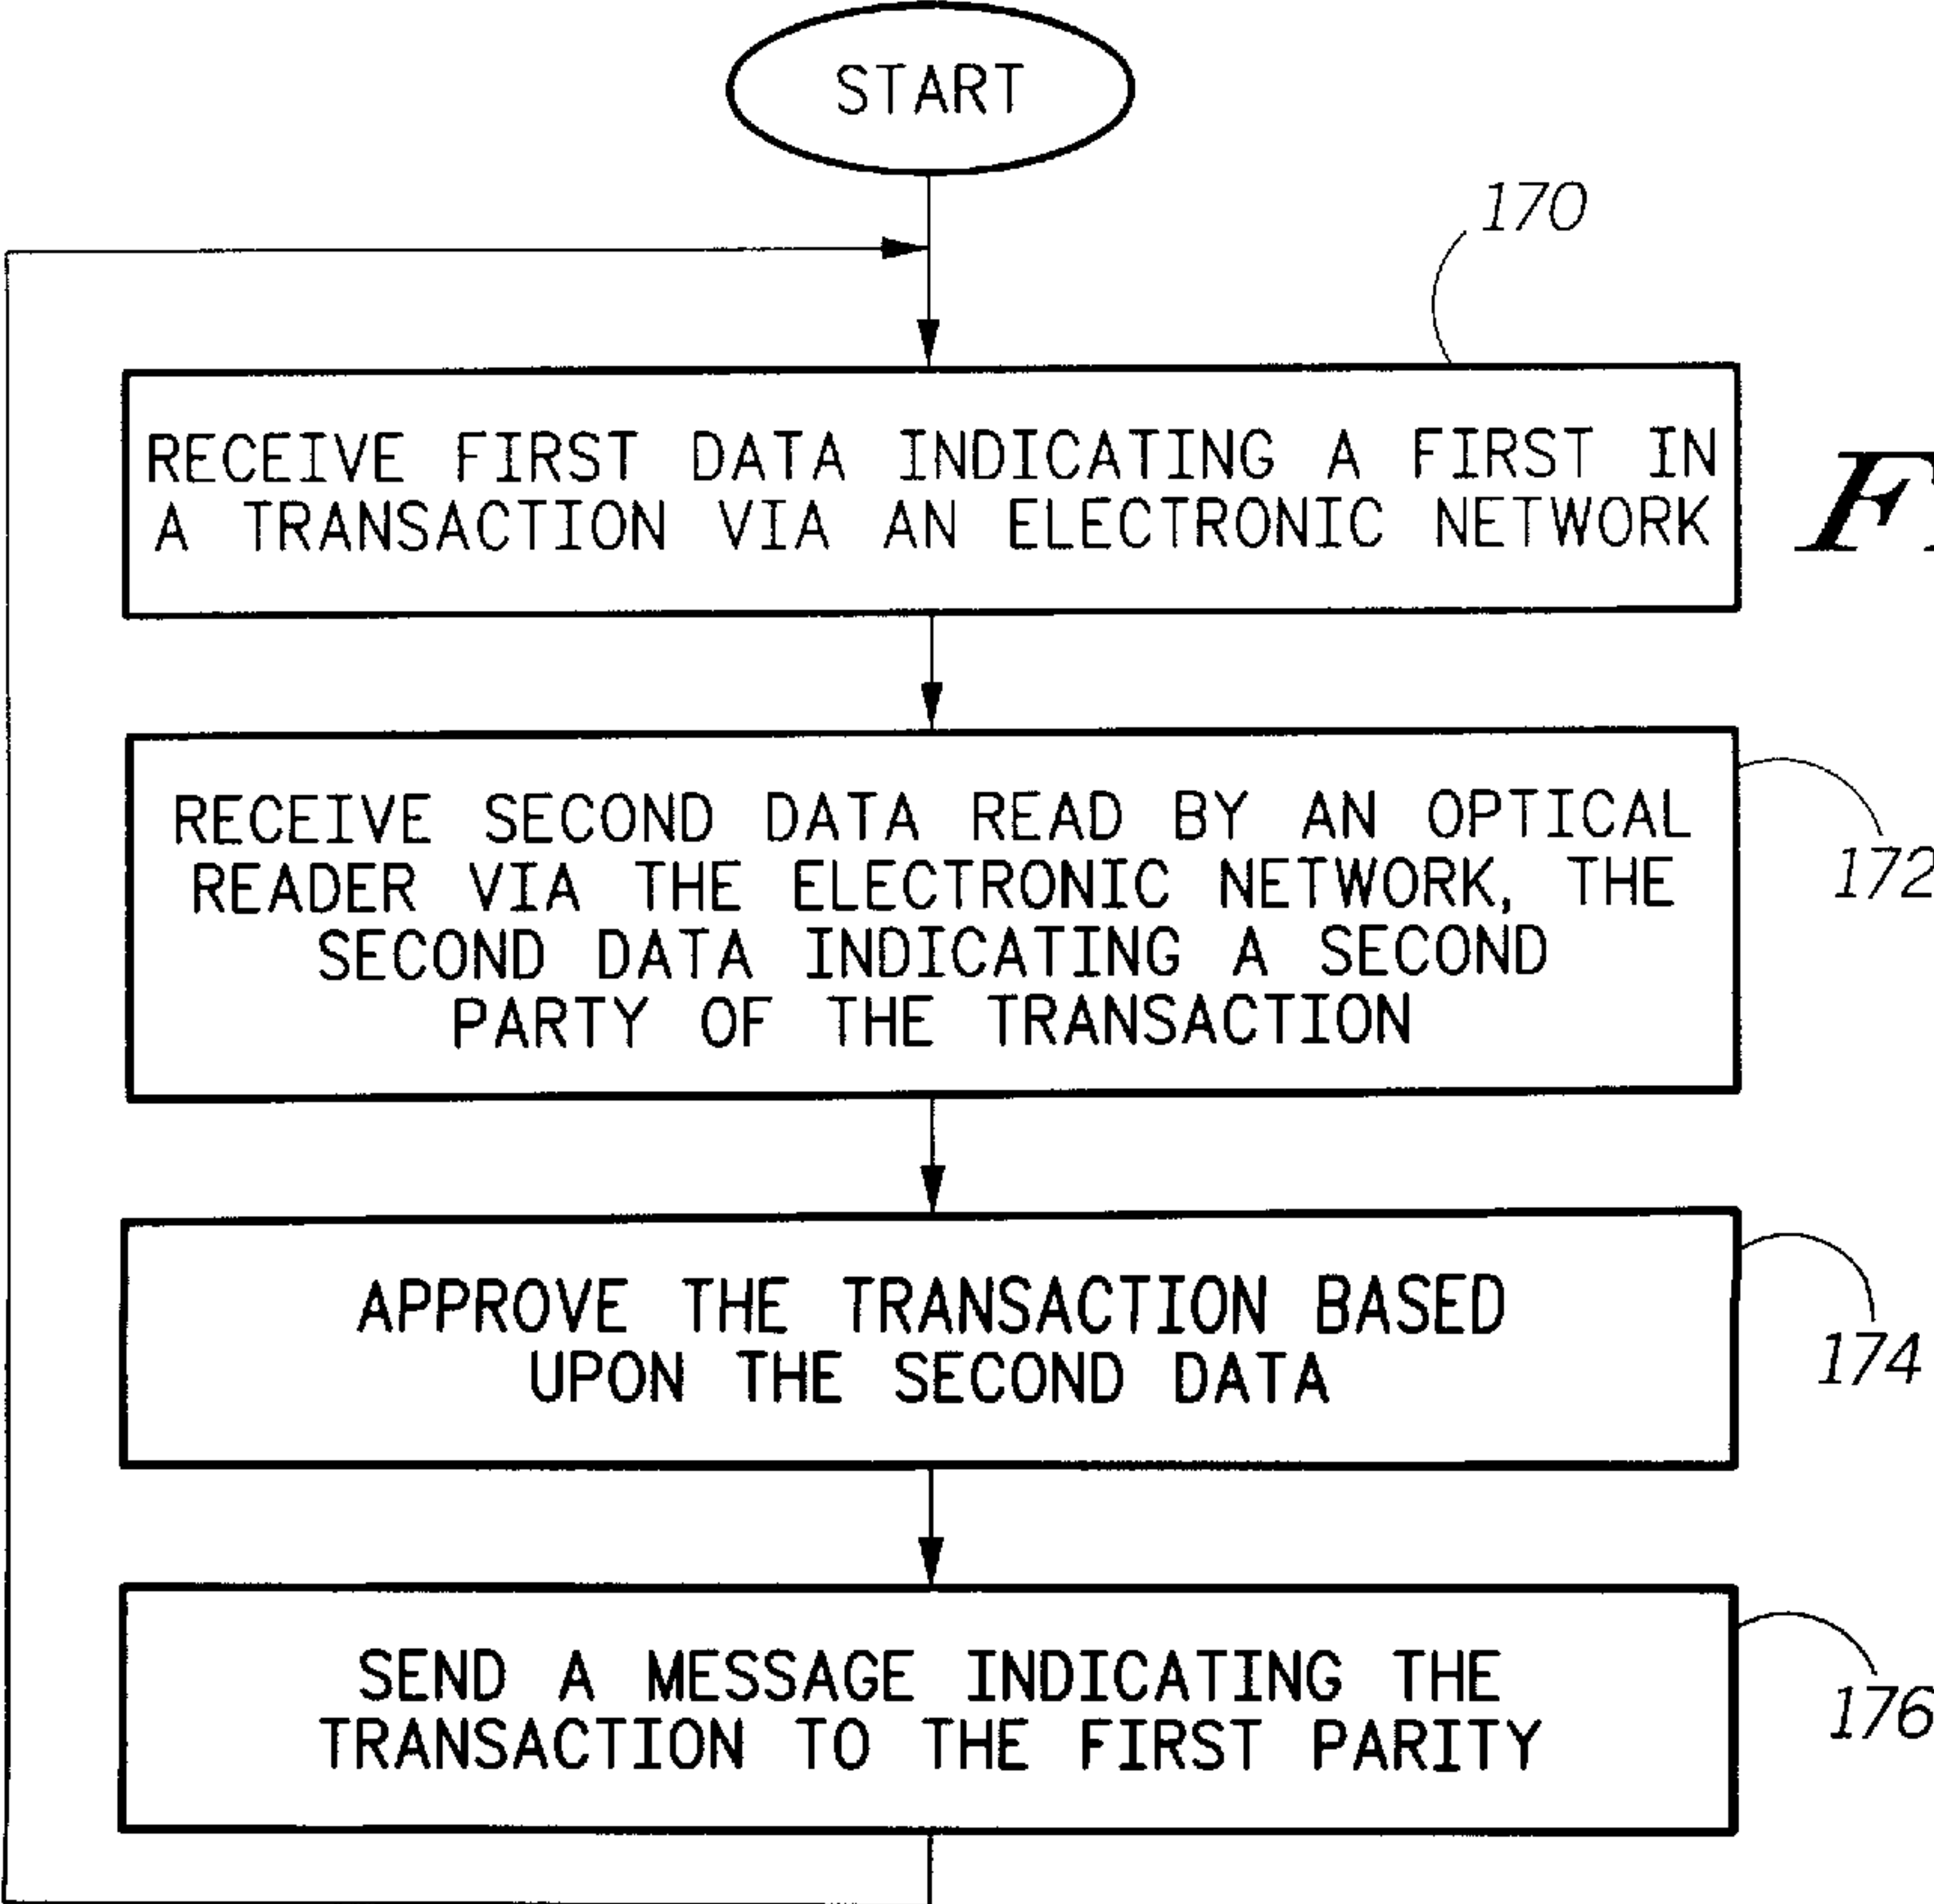 START
170
RECEIVE FIRST DATA INDICATING A FIRST IN
A TRANSACTION VIA AN ELECTRONIC NETWORK
RECEIVE SECOND DATA READ BY AN OPTICAL
READER VIA THE ELECTRONIC NETWORK, THE
SECOND DATA INDICATING A SECOND
PARTY OF THE TRANSACTION
172
APPROVE THE TRANSACTION BASED
UPON THE SECOND DATA
174
SEND A MESSAGE INDICATING THE
TRANSACTION TO THE FIRST PARITY
176